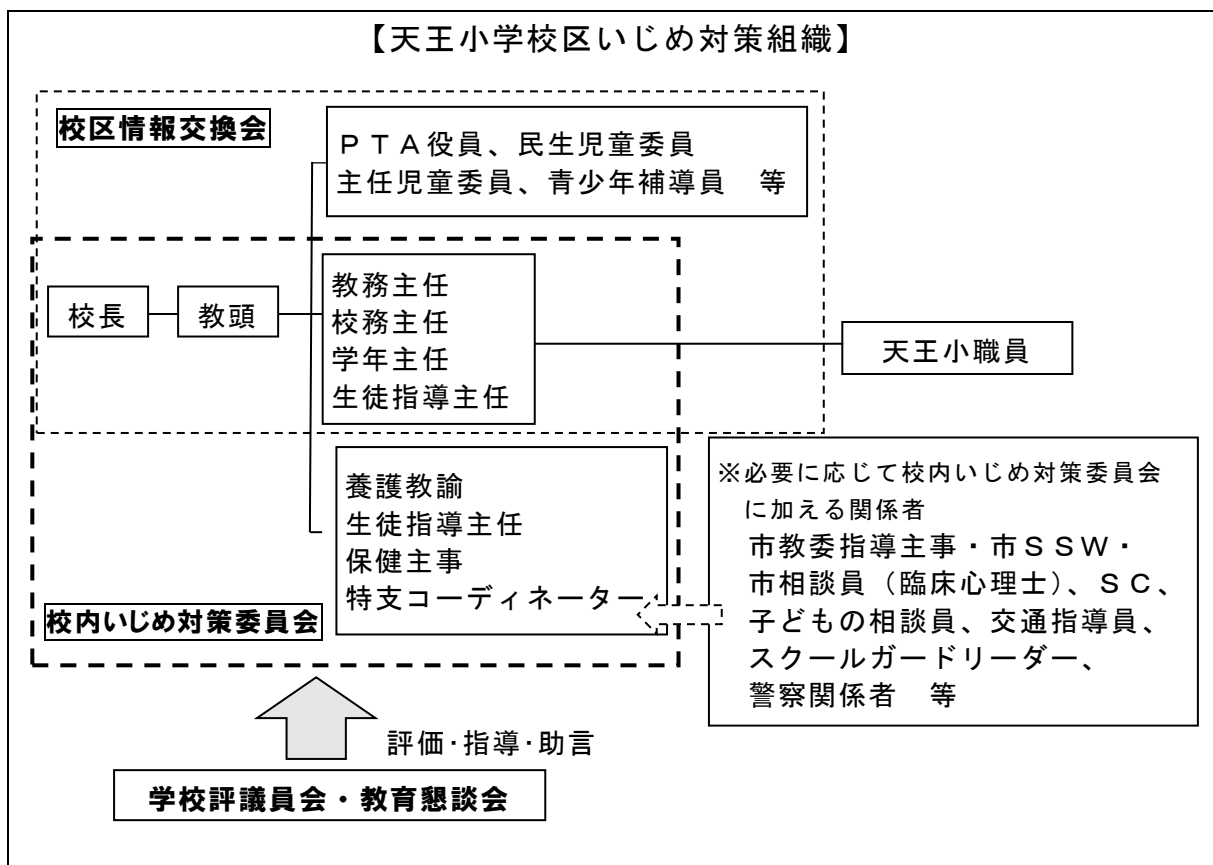 【天王小学校区いじめ対策組織】
校区情報交換会
ＰＴＡ役員、民生児童委員
主任児童委員、青少年補導員　等
校長
教頭
教務主任
校務主任
学年主任
生徒指導主任
天王小職員
養護教諭
生徒指導主任
保健主事
特支コーディネーター
校内いじめ対策委員会
※必要に応じて校内いじめ対策委員会
に加える関係者
市教委指導主事・市ＳＳＷ・
市相談員（臨床心理士）、ＳＣ、
子どもの相談員、交通指導員、
スクールガードリーダー、
警察関係者　等
評価・指導・助言
学校評議員会・教育懇談会